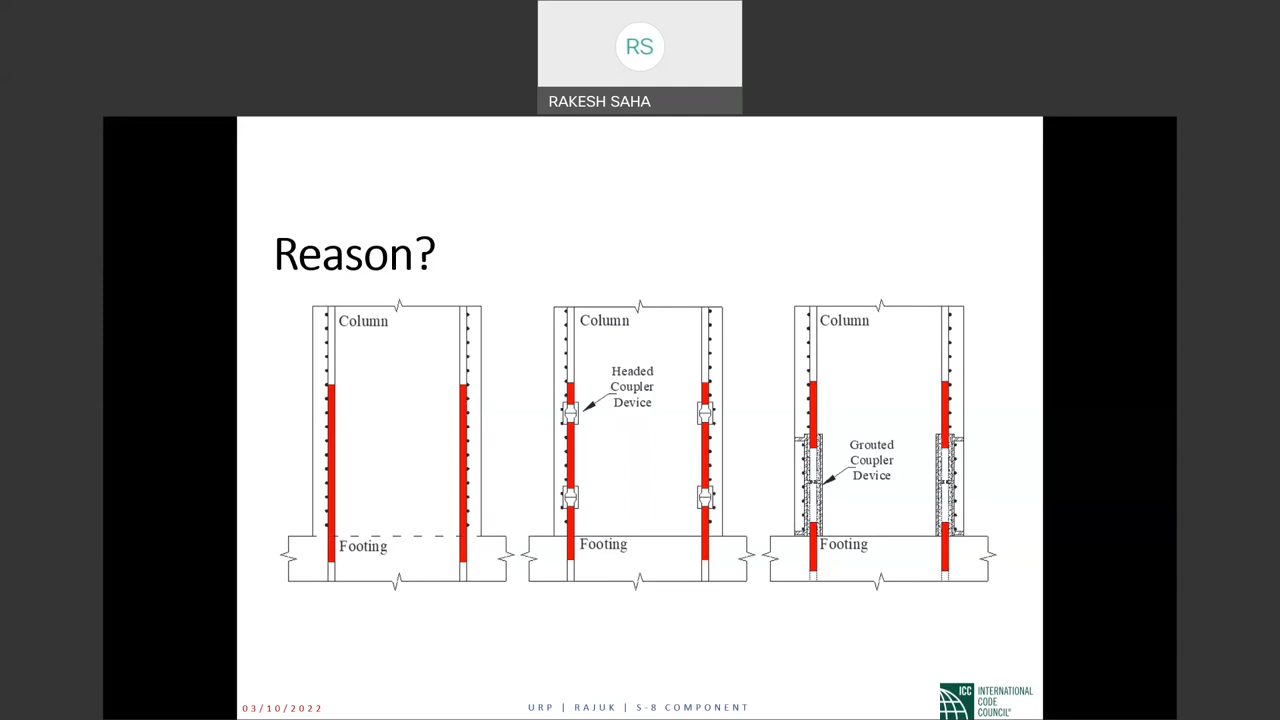 RS
RAKESH SAHA
Reason?
Column
Footing
Column
Headed
Coupler
Device
Footing
Column
Grouted
Coupler
Device
Footing
03/10/2022
URP | RAJUK | S-8 COMPONENT
ICC
INTERNATIONAL
CODE
COUNCIL®